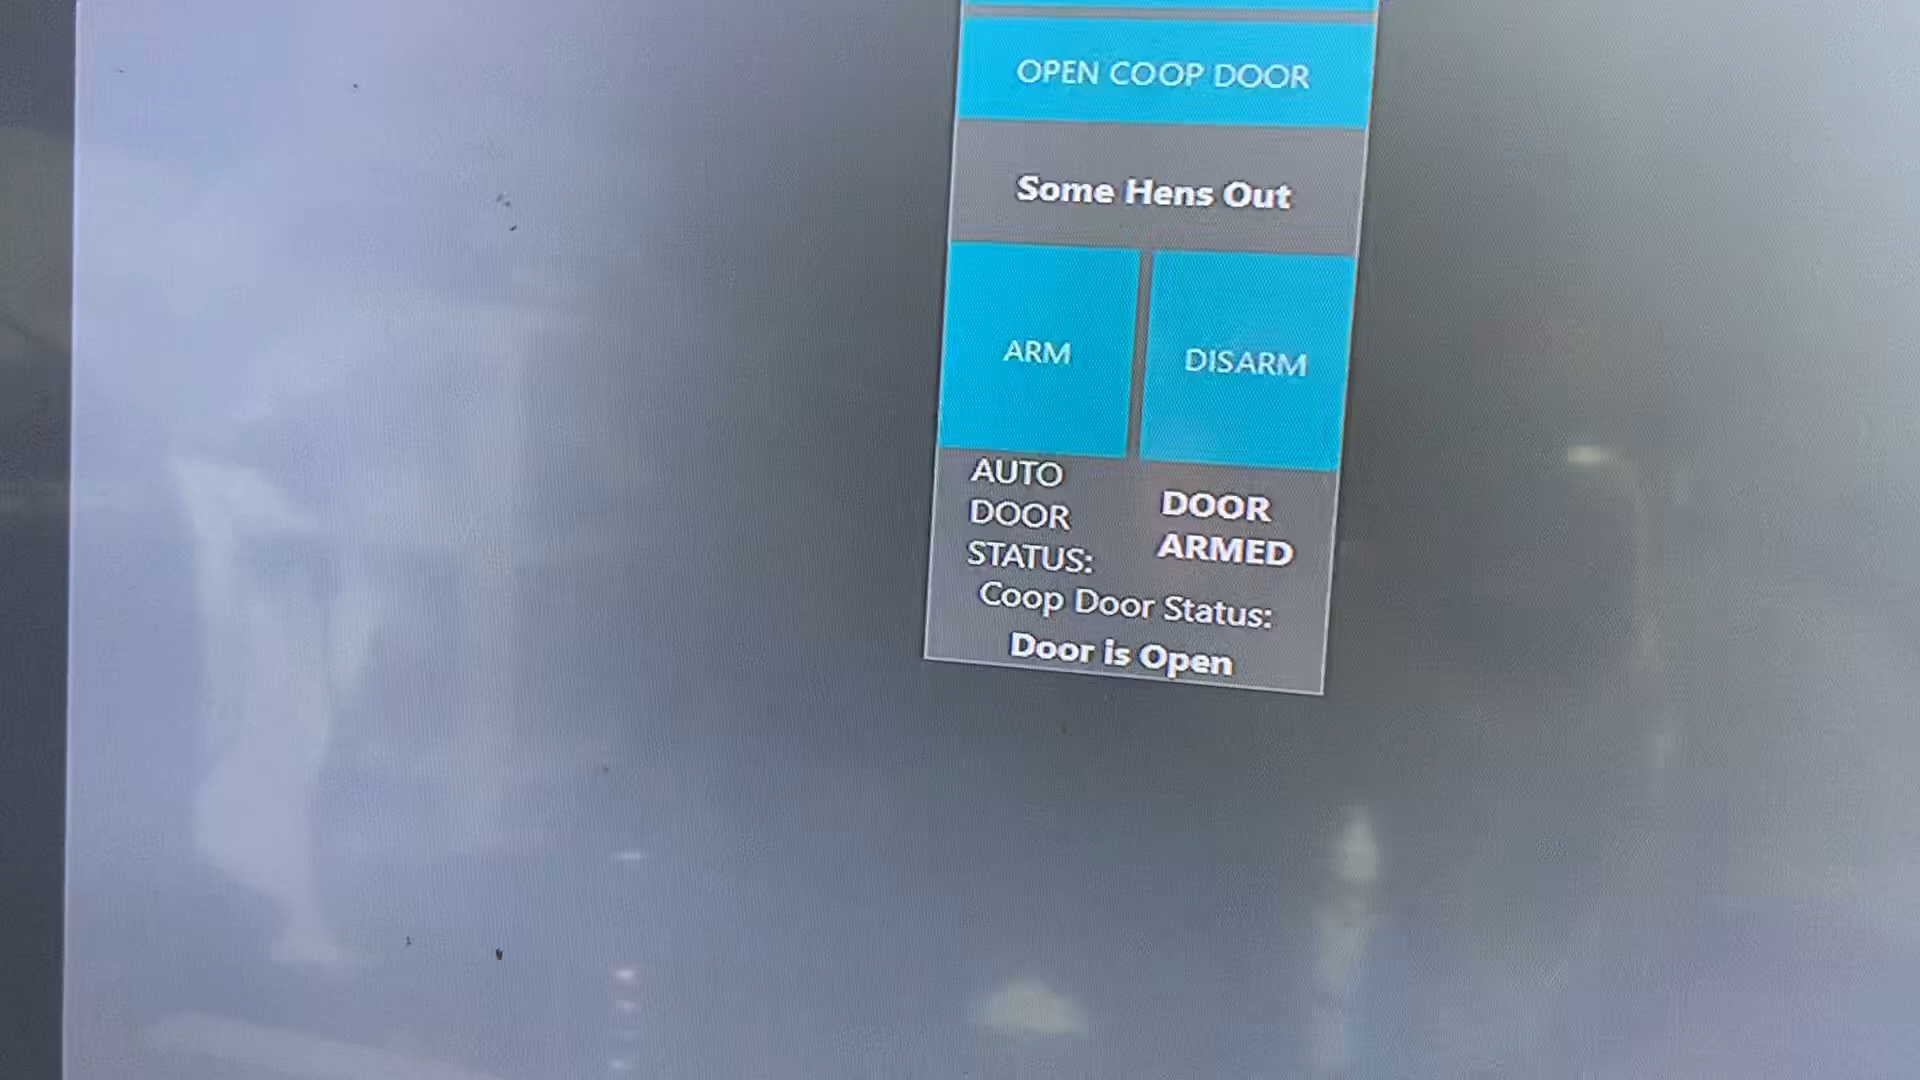 OPEN COOP DOOR
Some Hens Out
ARM
DISARM
AUTO
DOOR
STATUS:
DOOR
ARMED
Coop Door Status:
Door is Open